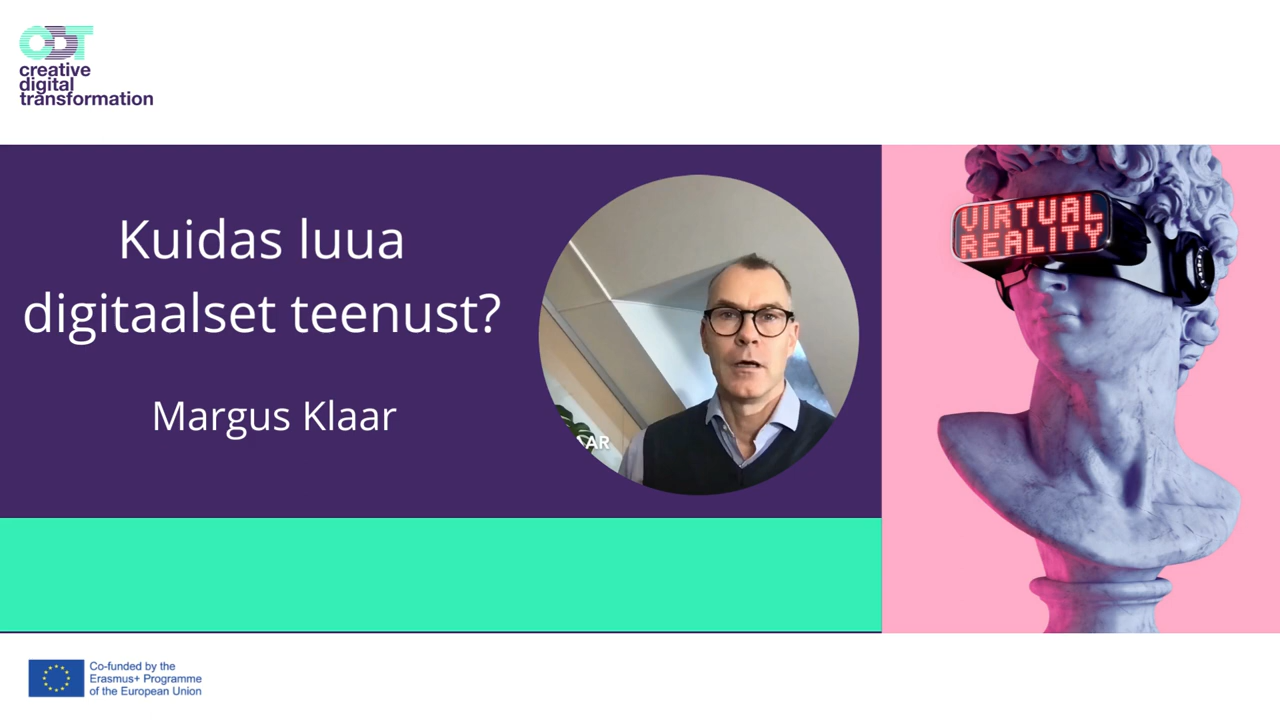 CDT
creative
digital
transformation
Kuidas luua
digitaalset teenust?
Margus Klaar
AAR
VIRTUAL
REALITY
Co-funded by the
Erasmus+ Programme
of the European Union